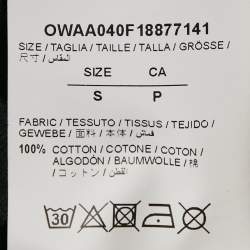 OWAA040F18877141
SIZE / TAGLIA / TAILLE / TALLA / GRÖSSE /
尺寸 / المقاس /
SIZE CA
S P
FABRIC / TESSUTO / TISSUS / TEJIDO /
GEWEBE / 面料 / 本体 / قماش /
100% COTTON / COTONE / COTON /
ALGODÓN / BAUMWOLLE / 棉
/ コットン / القطن /
30